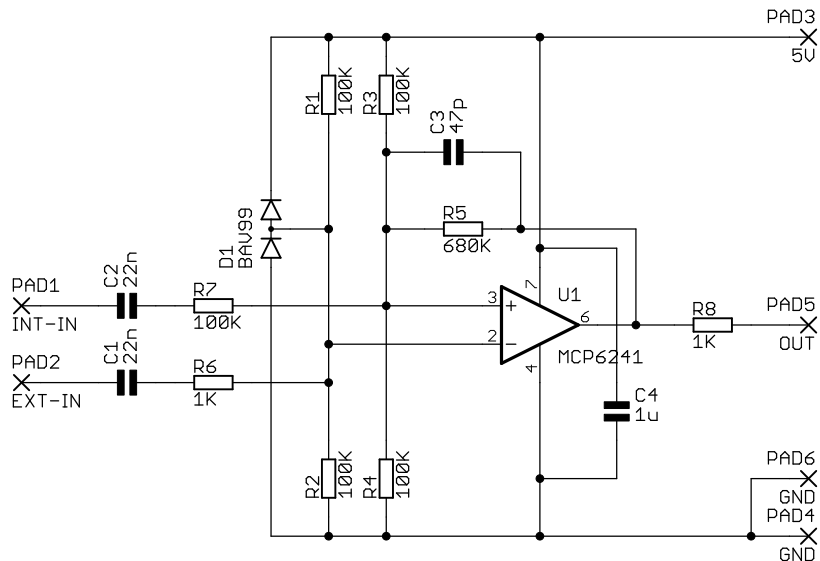 PAD3
5V
R1
100K
R3
100K
C3
47p
R5
680K
D1
BAV99
PAD1
INT-IN
C2
22n
R7
100K
PAD2
EXT-IN
C1
22n
R6
1K
3
+
2
−
7
4
6
U1
MCP6241
R8
1K
PAD5
OUT
C4
1u
R2
100K
R4
100K
PAD6
GND
PAD4
GND